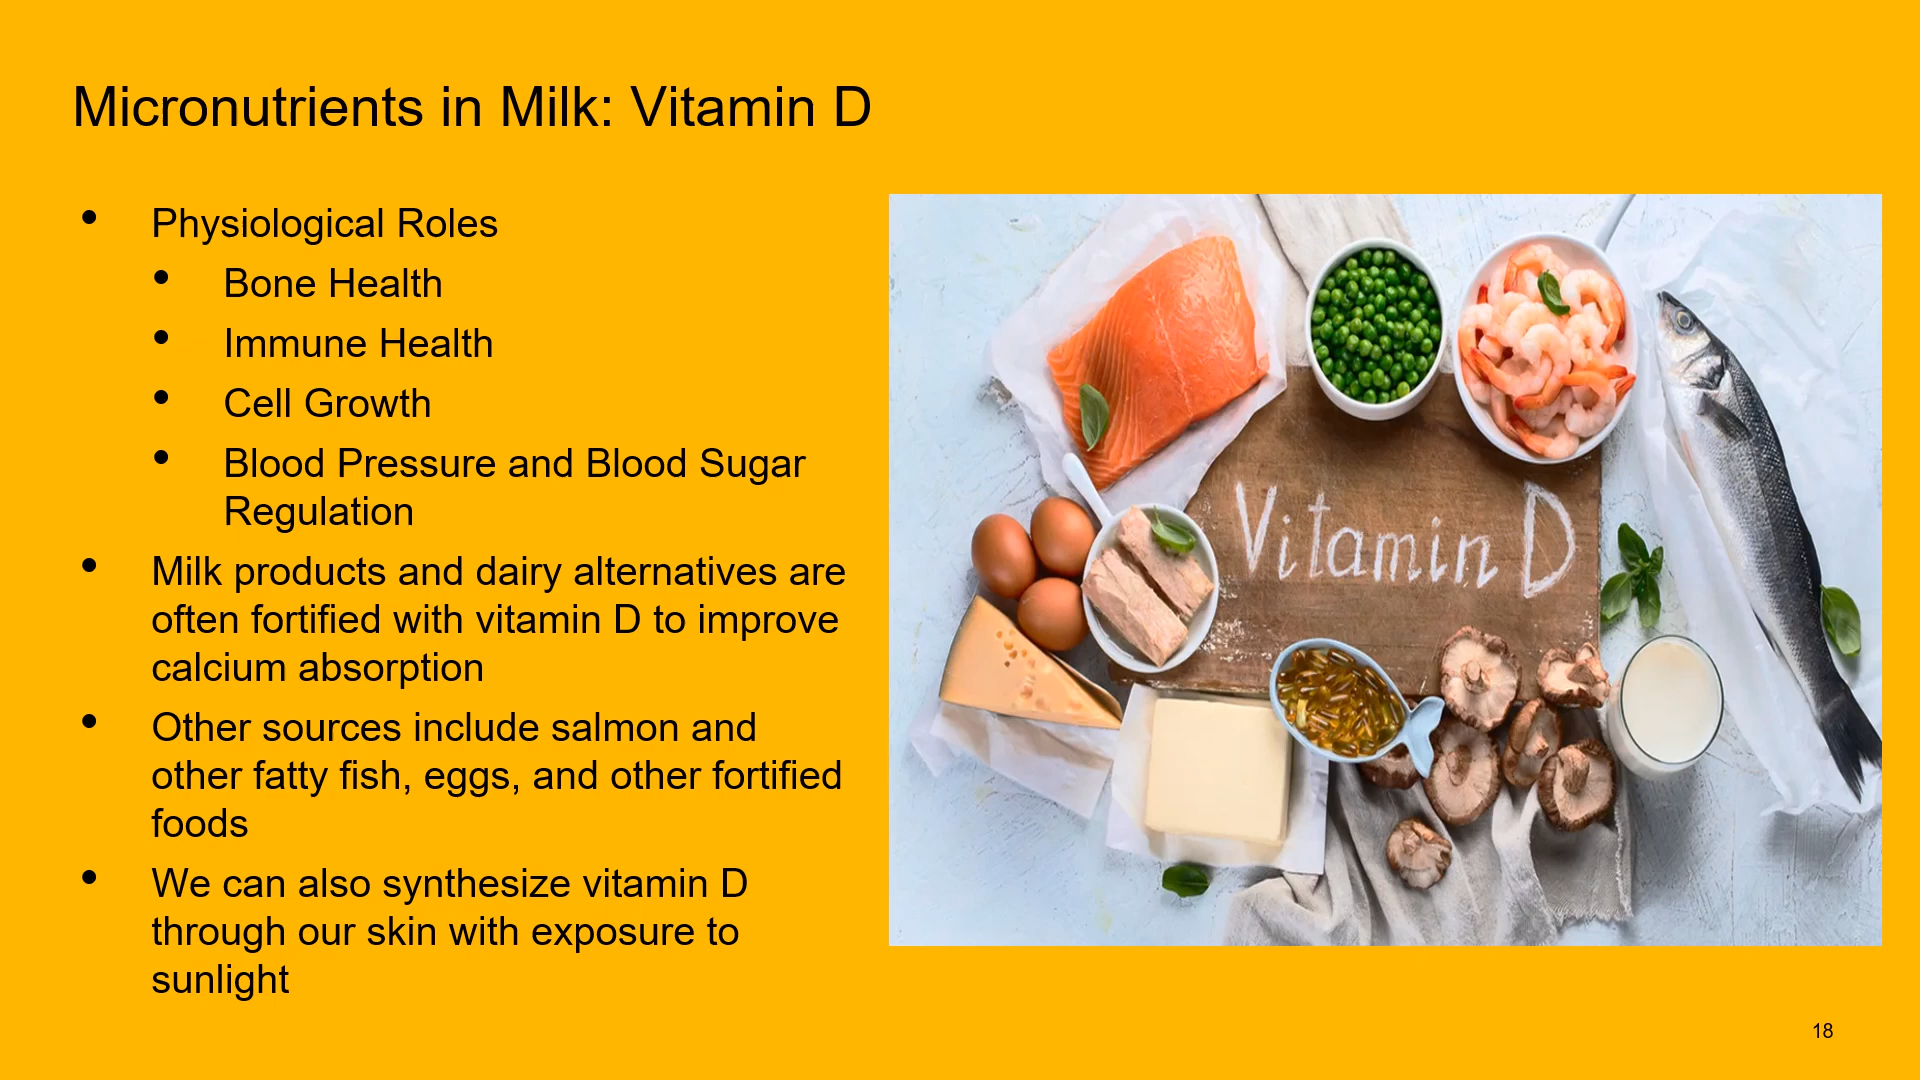 Micronutrients in Milk: Vitamin D
• Physiological Roles
• Bone Health
• Immune Health
• Cell Growth
• Blood Pressure and Blood Sugar
Regulation
• Milk products and dairy alternatives are
often fortified with vitamin D to improve
calcium absorption
• Other sources include salmon and
other fatty fish, eggs, and other fortified
foods
• We can also synthesize vitamin D
through our skin with exposure to
sunlight
Vitamin D
18